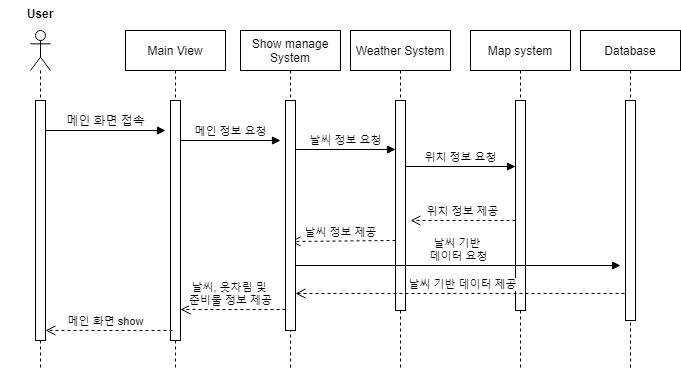 User
Main View
Show manage
System
Weather System
Map system
Database
메인 화면 접속
메인 정보 요청
날씨 정보 요청
위치 정보 요청
위치 정보 제공
날씨 정보 제공
날씨 기반
데이터 요청
날씨 기반 데이터 제공
날씨, 옷차림 및
준비물 정보 제공
메인 화면 show